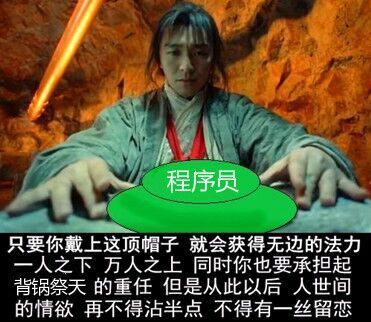 程序员
只要你戴上这顶帽子 就会获得无边的法力
一人之下 万人之上 同时你也要承担起
背锅祭天 的重任 但是从此以后 人世间
的情欲 再不得沾半点 不得有一丝留恋